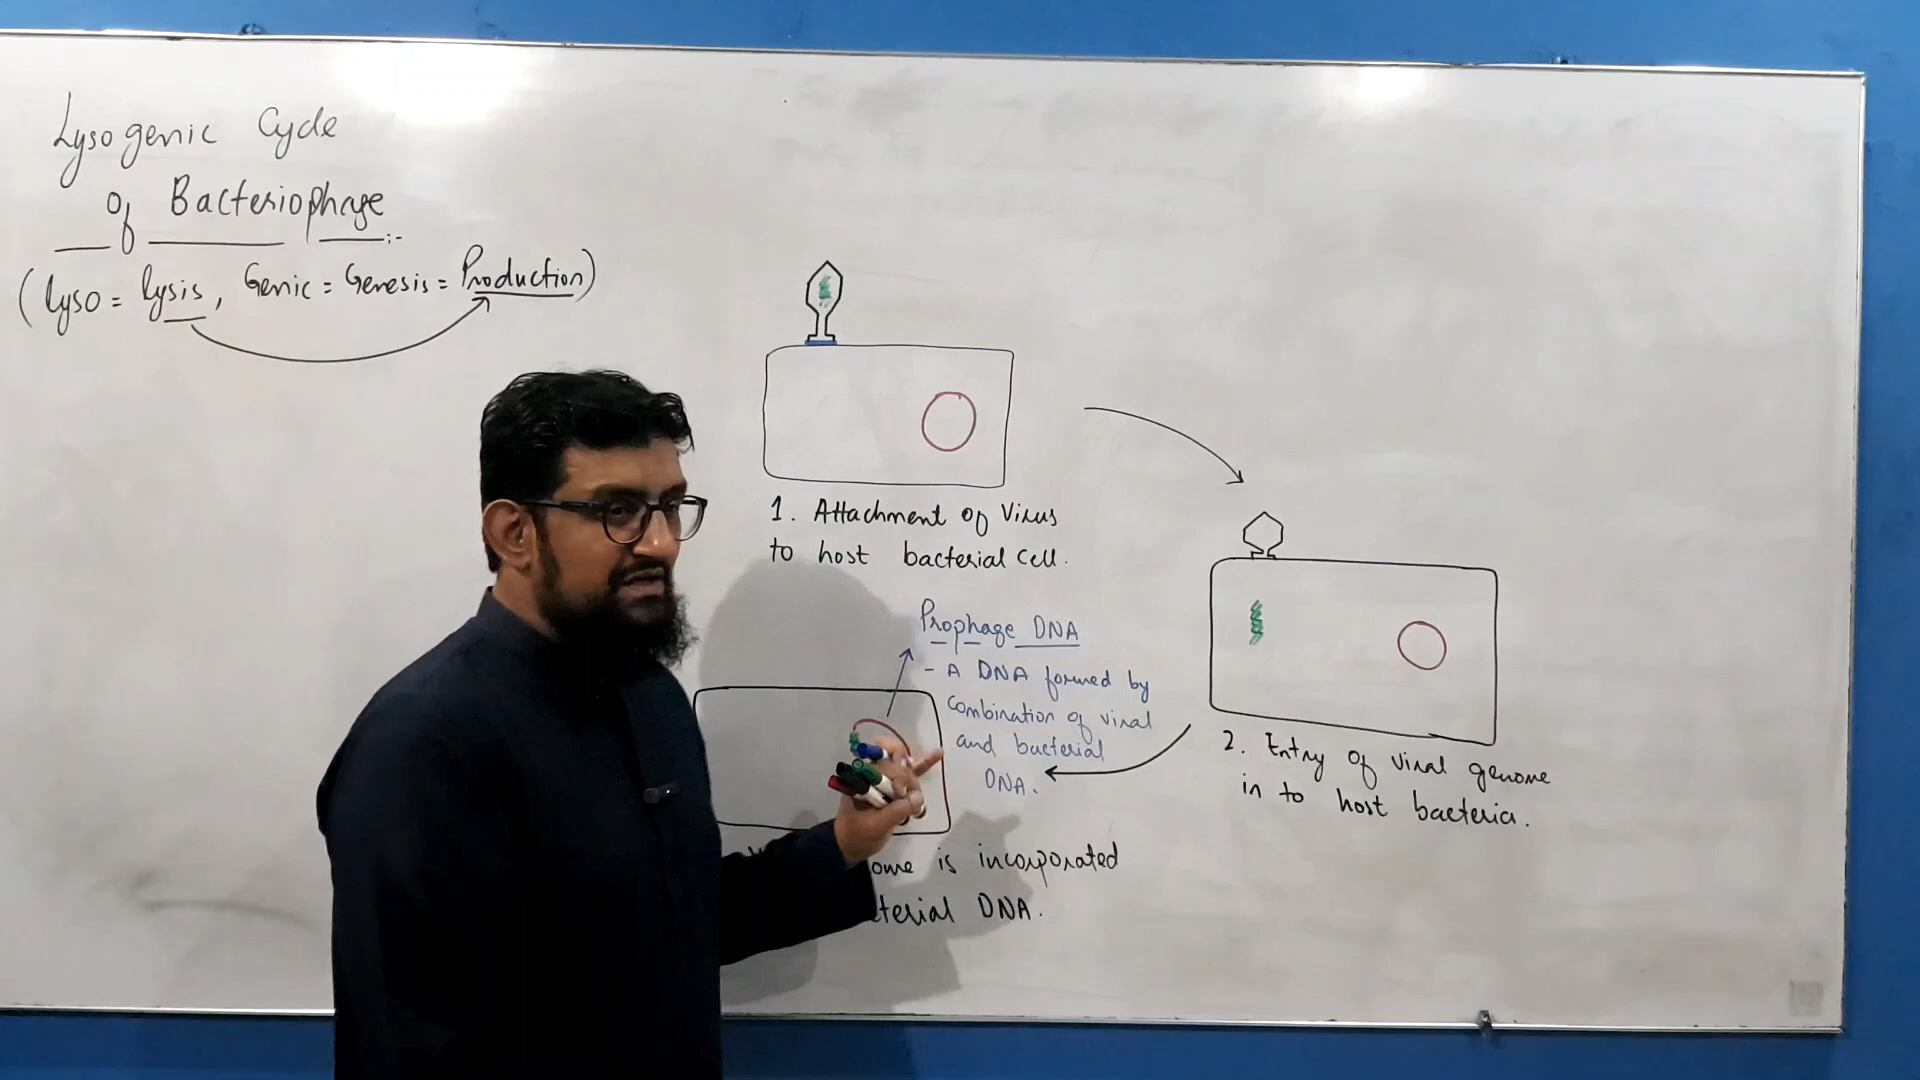 Lysogenic Cycle
of Bacteriophage :-
(Lyso = lysis, Genic = Genesis = Production)
1. Attachment of Virus
to host bacterial cell.
Prophage DNA
- A DNA formed by
combination of viral
and bacterial
DNA.
2. Entry of viral genome
in to host bacteria.
is incorporated
DNA.